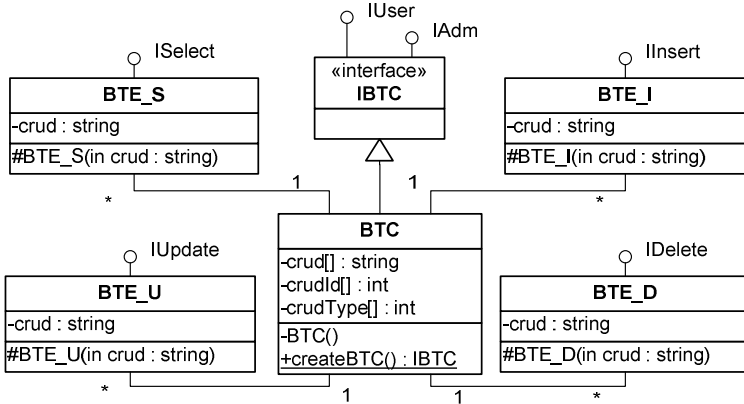 IUser
IAdm
ISelect
IInsert
«interface»
IBTC
BTE_S
-crud : string
#BTE_S(in crud : string)
BTE_I
-crud : string
#BTE_I(in crud : string)
*
1
1
*
BTC
-crud[] : string
-crudId[] : int
-crudType[] : int
-BTC()
+createBTC() : IBTC
IUpdate
IDelete
BTE_U
-crud : string
#BTE_U(in crud : string)
BTE_D
-crud : string
#BTE_D(in crud : string)
*
1
1
*